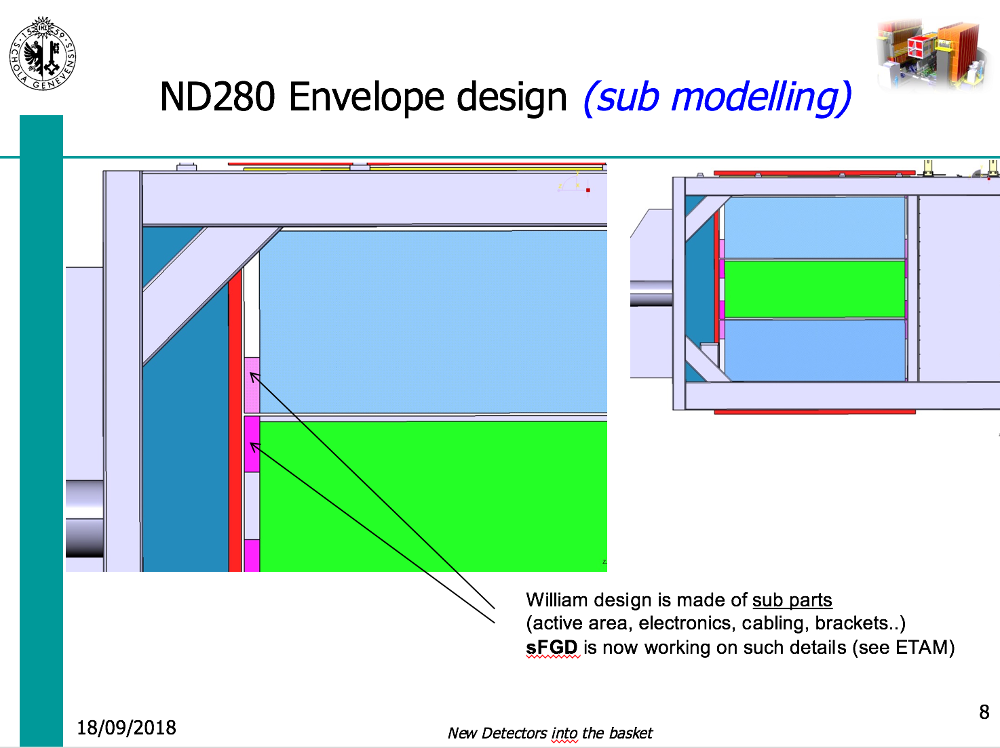 SCHOLA GENEVENSIS
1559
IHS
ND280 Envelope design (sub modelling)
z
William design is made of sub parts
(active area, electronics, cabling, brackets..)
sFGD is now working on such details (see ETAM)
18/09/2018
New Detectors into the basket
8